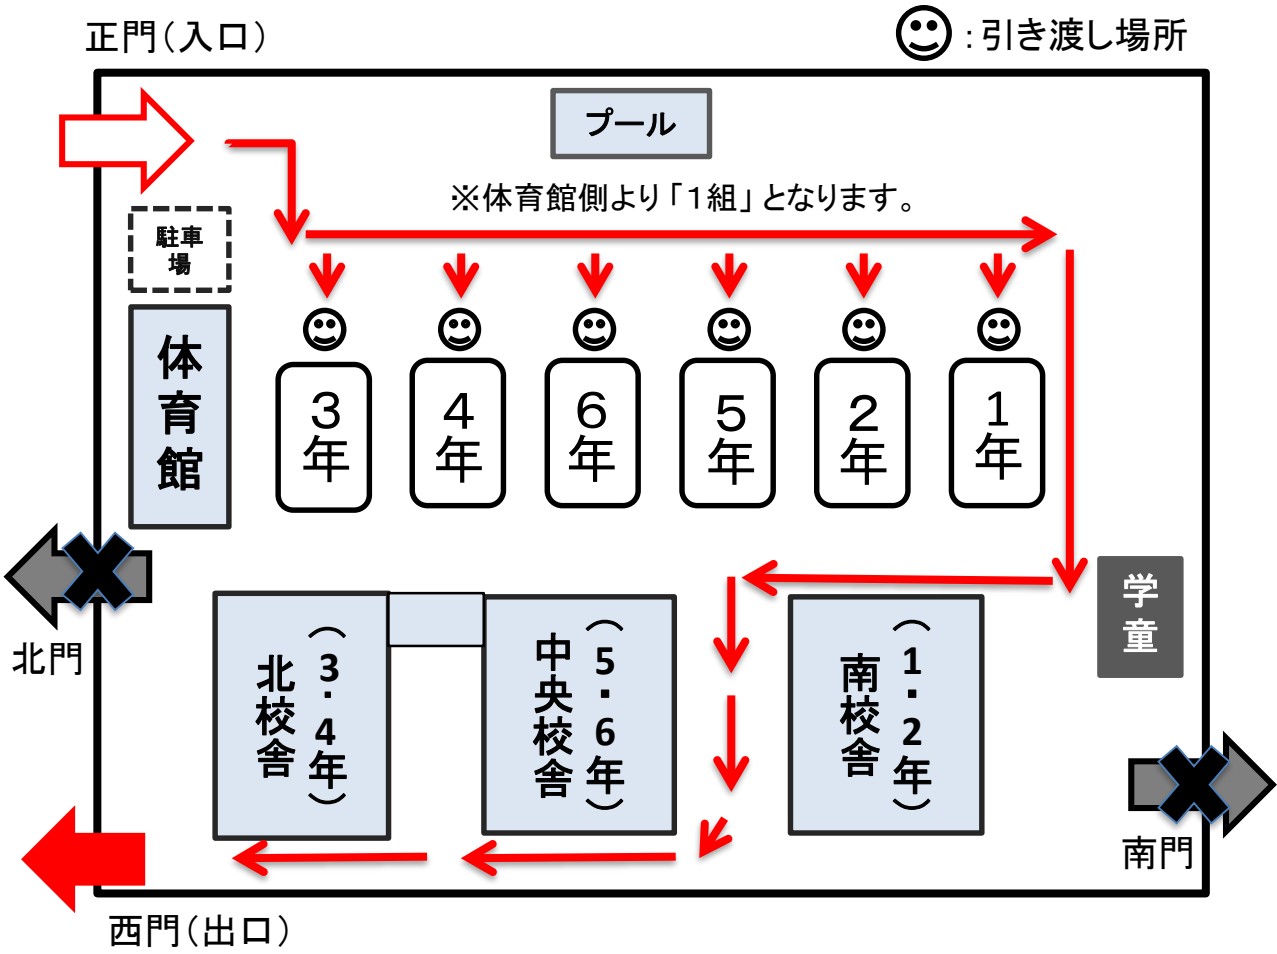 正門（入口）
：引き渡し場所
プール
※体育館側より「１組」となります。
駐車
場
体育館
３年
４年
６年
５年
２年
１年
学童
北門
北校舎
（３・４年）
中央校舎
（５・６年）
南校舎
（１・２年）
南門
西門（出口）